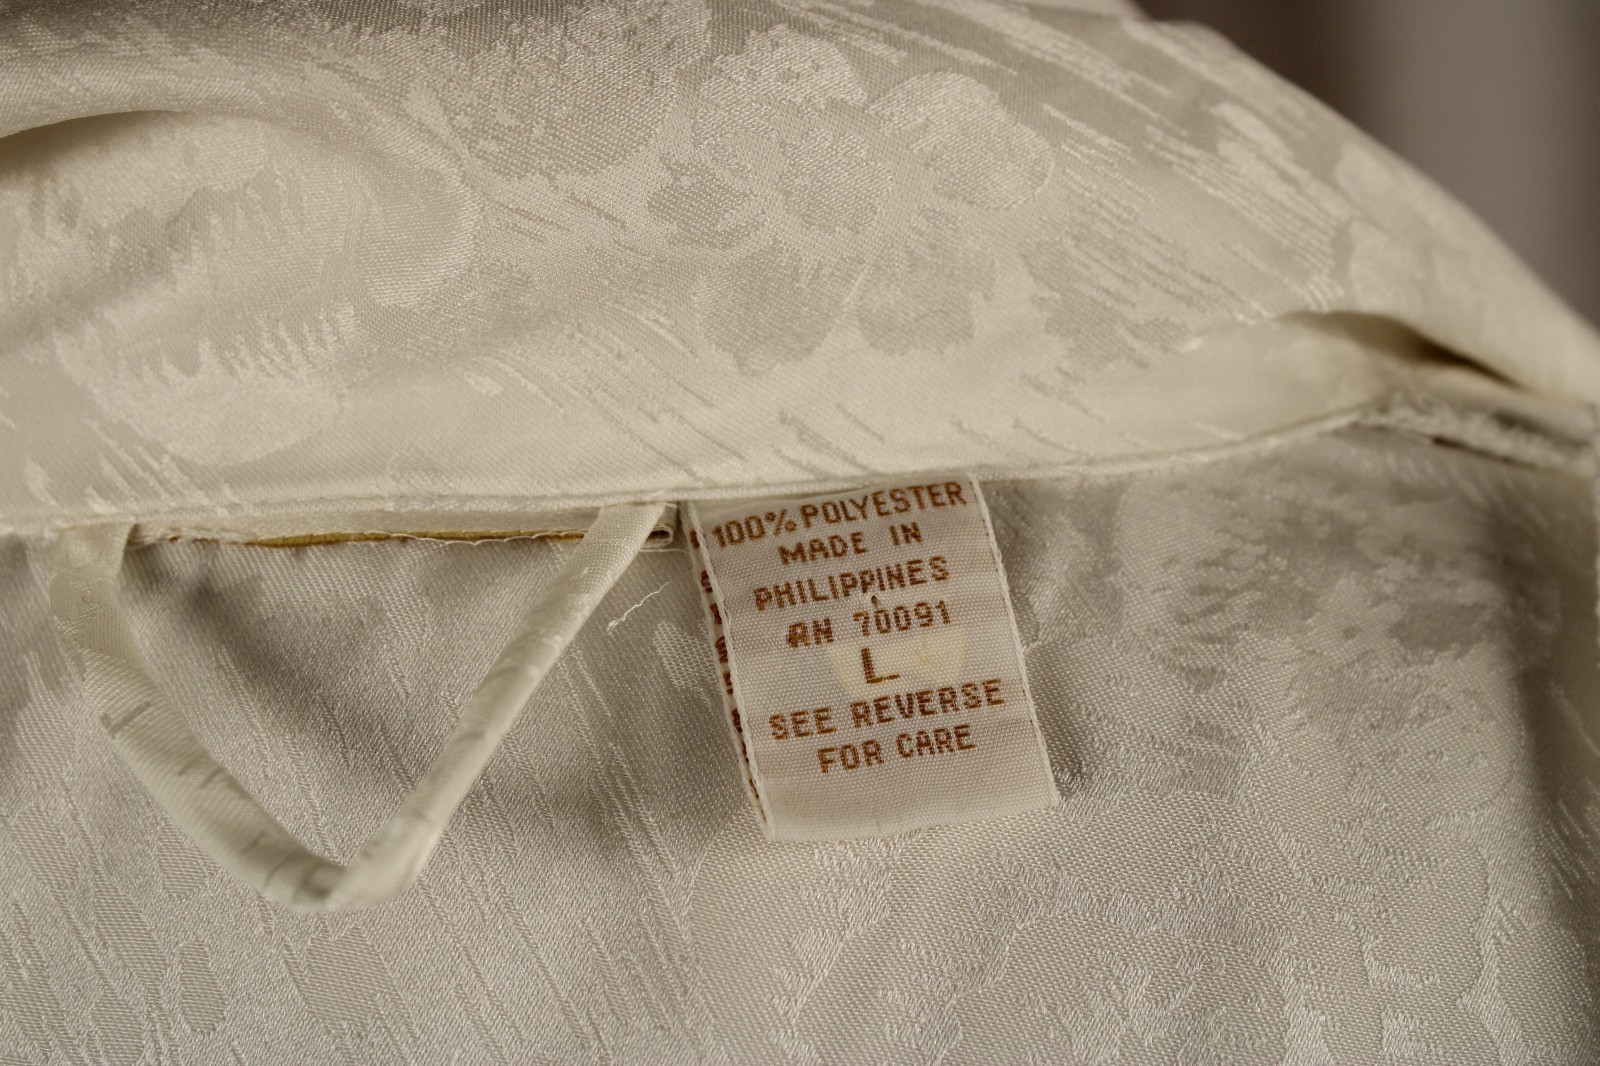 100% POLYESTER
MADE IN
PHILIPPINES
RN 70091
L
SEE REVERSE
FOR CARE